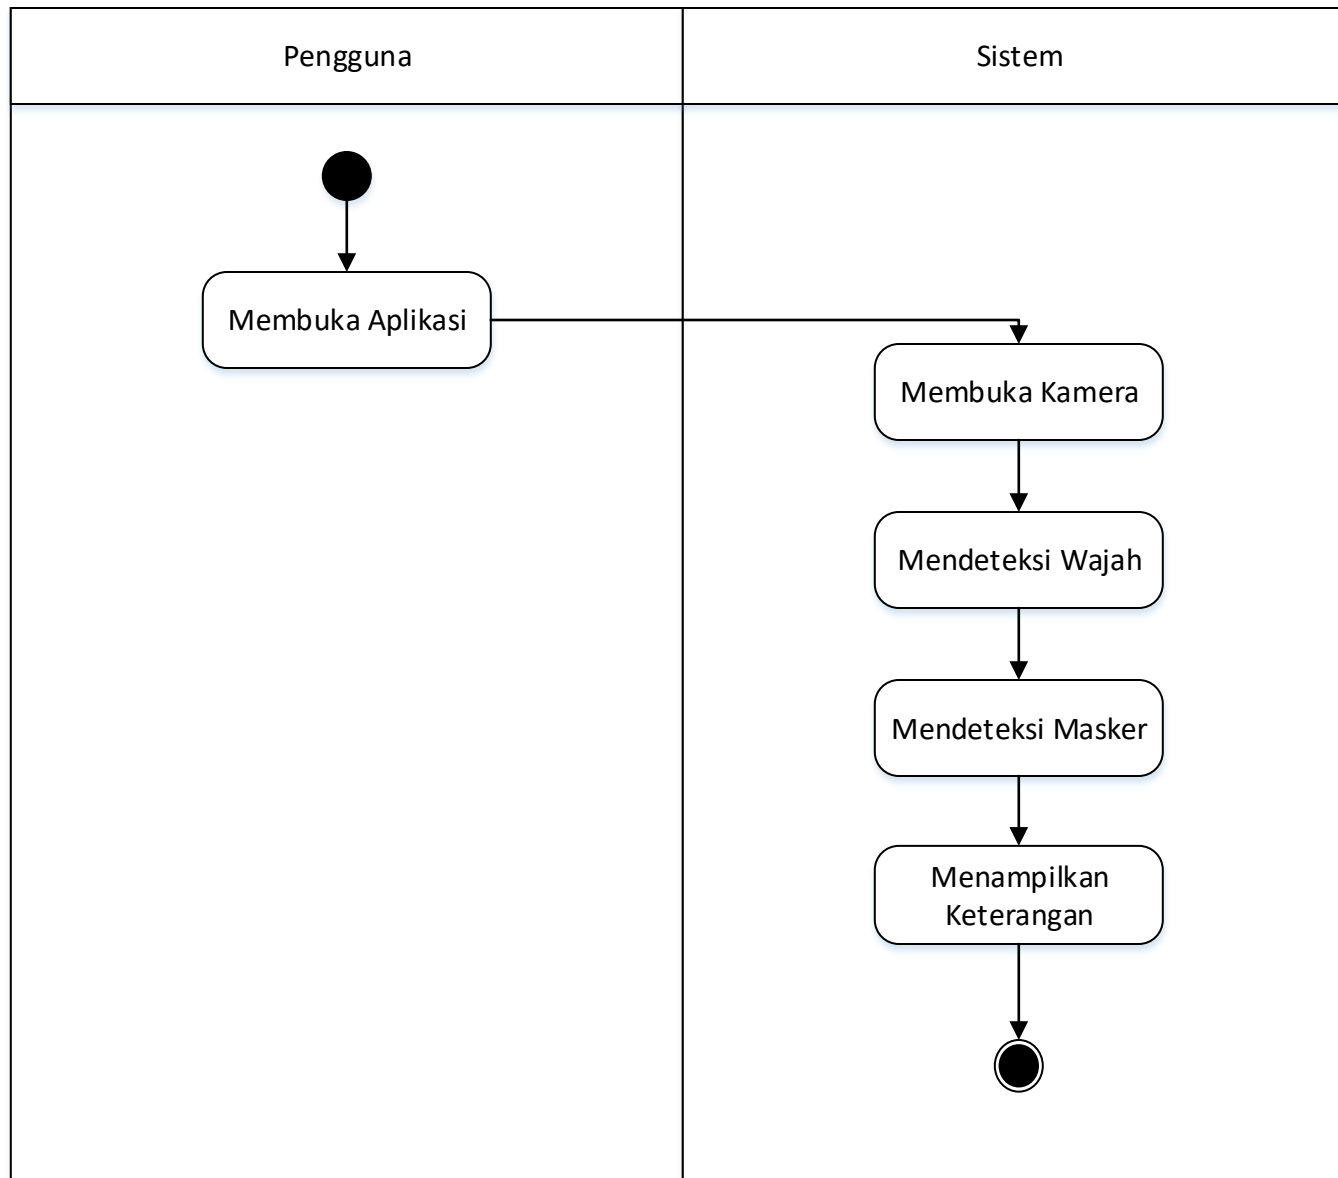 Pengguna
Sistem
Membuka Aplikasi
Membuka Kamera
Mendeteksi Wajah
Mendeteksi Masker
Menampilkan
Keterangan